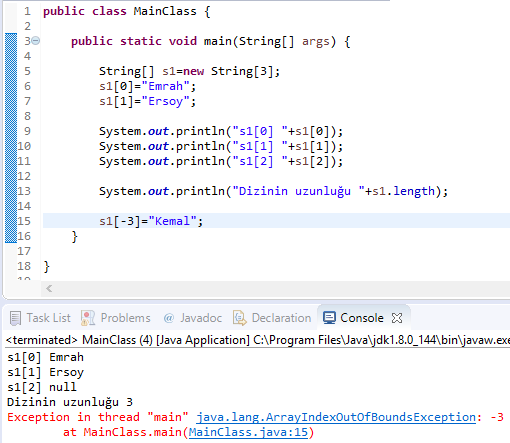 1 public class MainClass {
2
3 public static void main(String[] args) {
4
5 String[] s1=new String[3];
6 s1[0]="Emrah";
7 s1[1]="Ersoy";
8
9 System.out.println("s1[0] "+s1[0]);
10 System.out.println("s1[1] "+s1[1]);
11 System.out.println("s1[2] "+s1[2]);
12
13 System.out.println("Dizinin uzunluğu "+s1.length);
14
15 s1[-3]="Kemal";
16 }
17
18 }
Task List Problems @ Javadoc Declaration Console
<terminated> MainClass (4) [Java Application] C:\Program Files\Java\jdk1.8.0_144\bin\javaw.exe
s1[0] Emrah
s1[1] Ersoy
s1[2] null
Dizinin uzunluğu 3
Exception in thread "main" java.lang.ArrayIndexOutOfBoundsException: -3
at MainClass.main(MainClass.java:15)